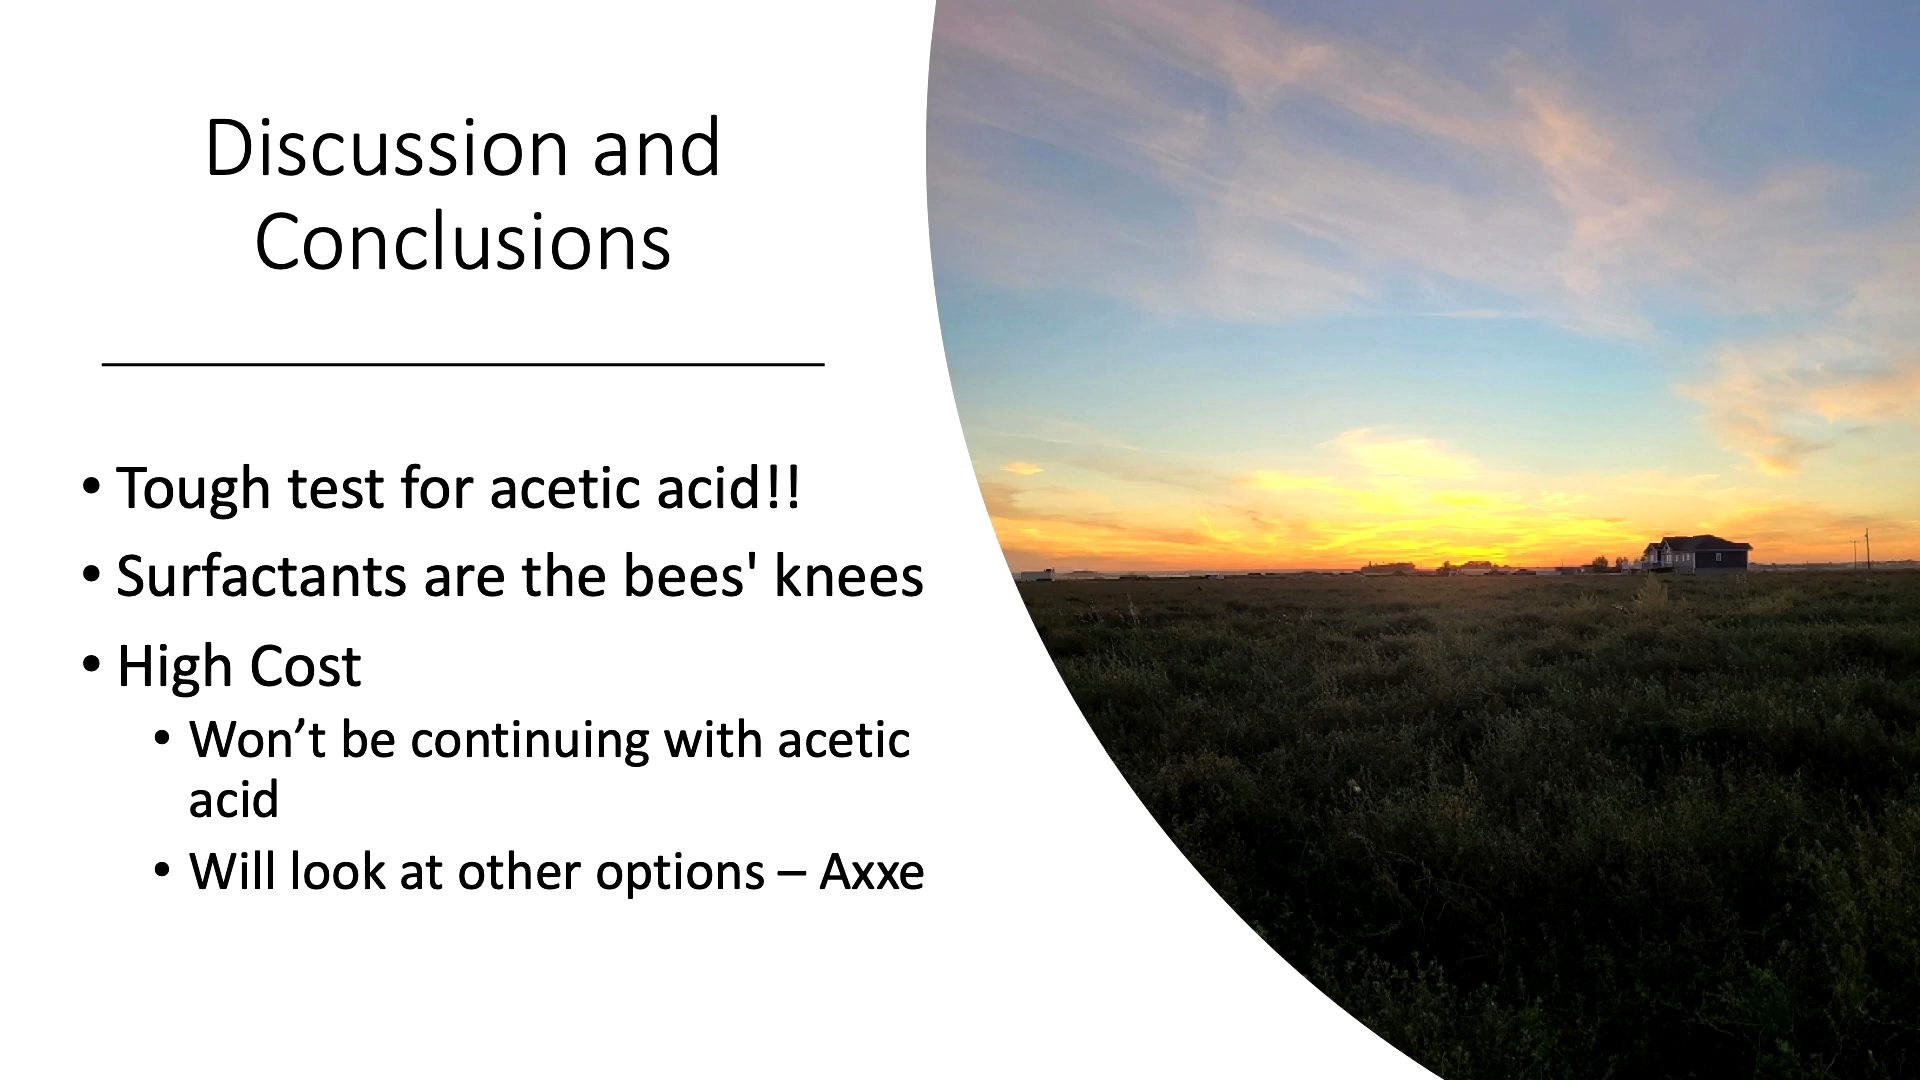 Discussion and
Conclusions
• Tough test for acetic acid!!
• Surfactants are the bees' knees
• High Cost
• Won’t be continuing with acetic
acid
• Will look at other options – Axxe